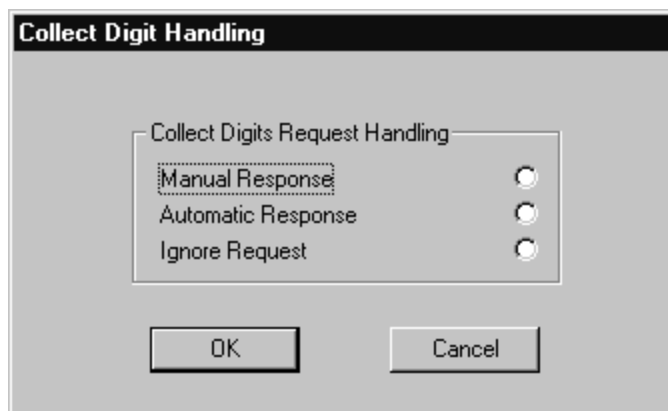 Collect Digit Handling
Collect Digits Request Handling
Manual Response
Automatic Response
Ignore Request
OK
Cancel